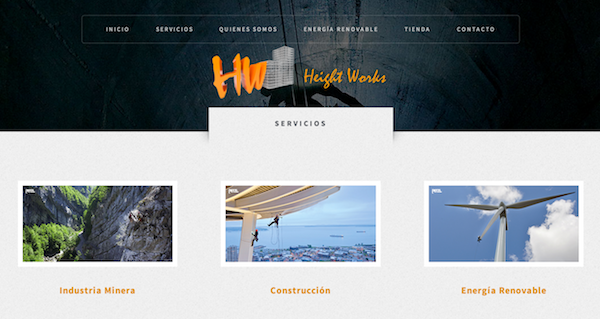 INICIO SERVICIOS QUIENES SOMOS ENERGÍA RENOVABLE TIENDA CONTACTO
HW Height Works
SERVICIOS
Industria Minera Construcción Energía Renovable